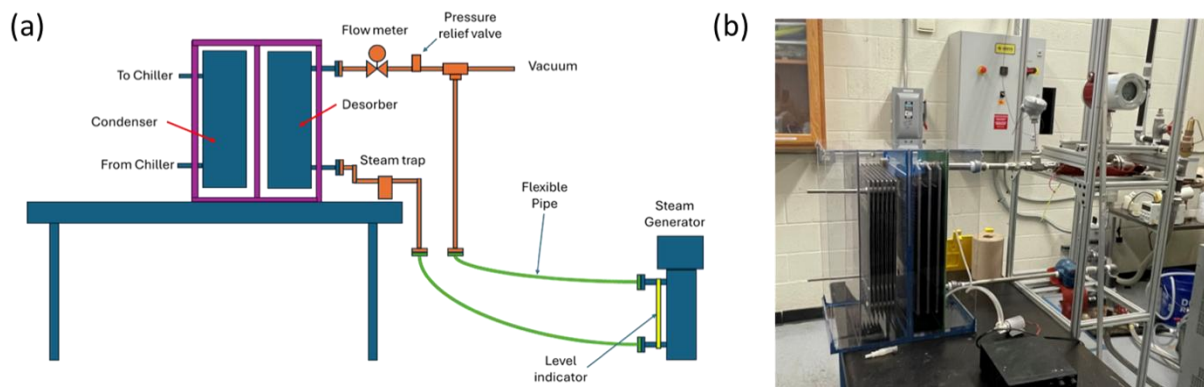 (a)
Flow meter
Pressure
relief valve
Vacuum
To Chiller
Condenser
Desorber
From Chiller
Steam trap
Flexible
Pipe
Steam
Generator
Level
indicator
(b)